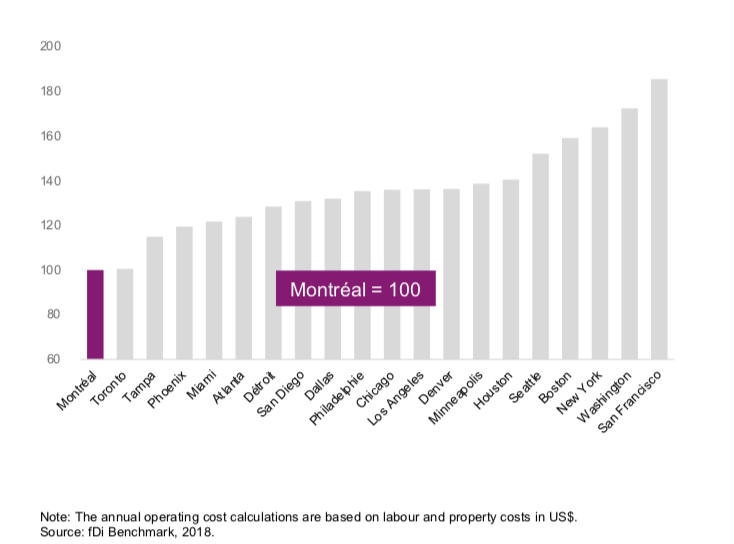 200
180
160
140
120
100
80
60
Montréal = 100
Montréal
Toronto
Tampa
Phoenix
Miami
Atlanta
Détroit
San Diego
Dallas
Philadelphie
Chicago
Los Angeles
Denver
Minneapolis
Houston
Seattle
Boston
New York
Washington
San Francisco
Note: The annual operating cost calculations are based on labour and property costs in US$.
Source: fDi Benchmark, 2018.